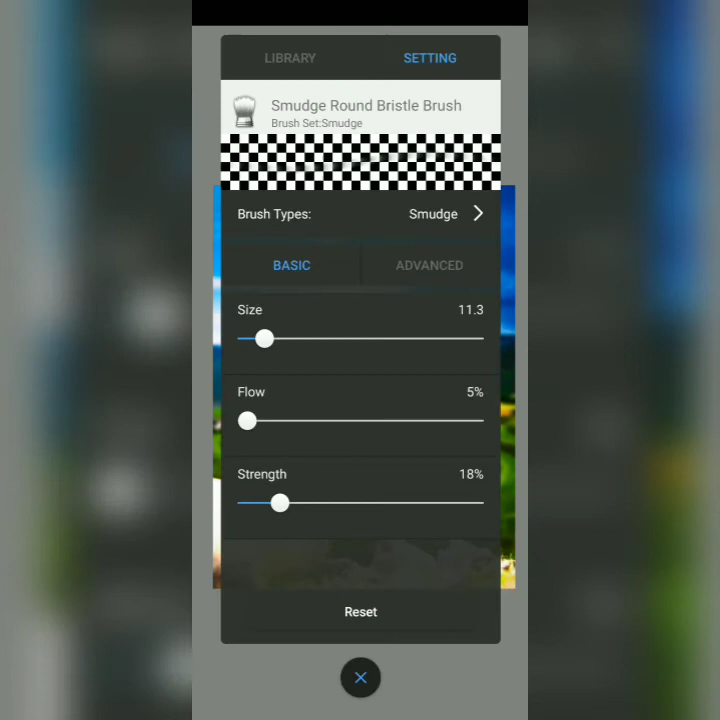 LIBRARY SETTING
Smudge Round Bristle Brush
Brush Set:Smudge
Brush Types: Smudge
BASIC ADVANCED
Size 11.3
Flow 5%
Strength 18%
Reset